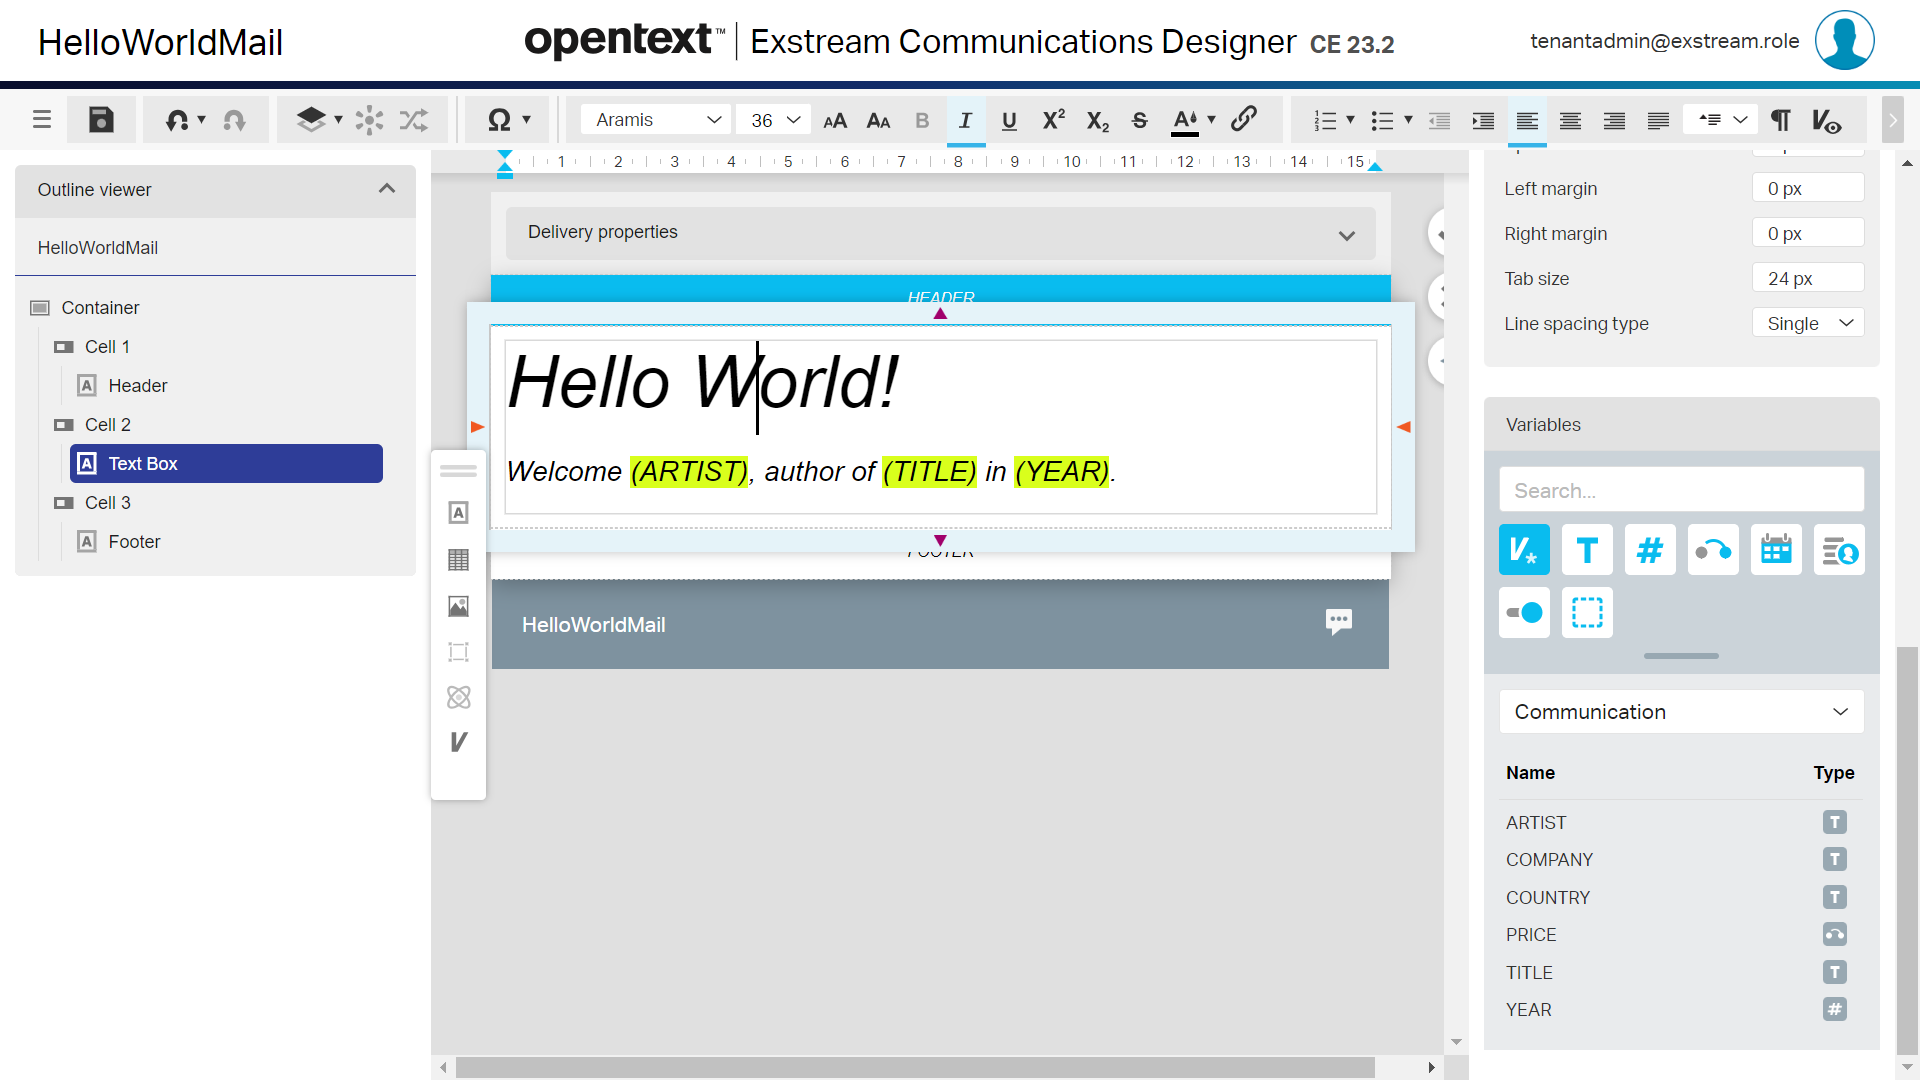 HelloWorldMail
opentext™ | Exstream Communications Designer CE 23.2
tenantadmin@exstream.role
Aramis
36
Outline viewer
HelloWorldMail
Container
Cell 1
Header
Cell 2
Text Box
Cell 3
Footer
1 2 3 4 5 6 7 8 9 10 11 12 13 14 15
Delivery properties
HEADER
Hello World!
Welcome (ARTIST), author of (TITLE) in (YEAR).
FOOTER
HelloWorldMail
Left margin 0 px
Right margin 0 px
Tab size 24 px
Line spacing type Single
Variables
Search...
Communication
Name Type
ARTIST T
COMPANY T
COUNTRY T
PRICE
TITLE T
YEAR #